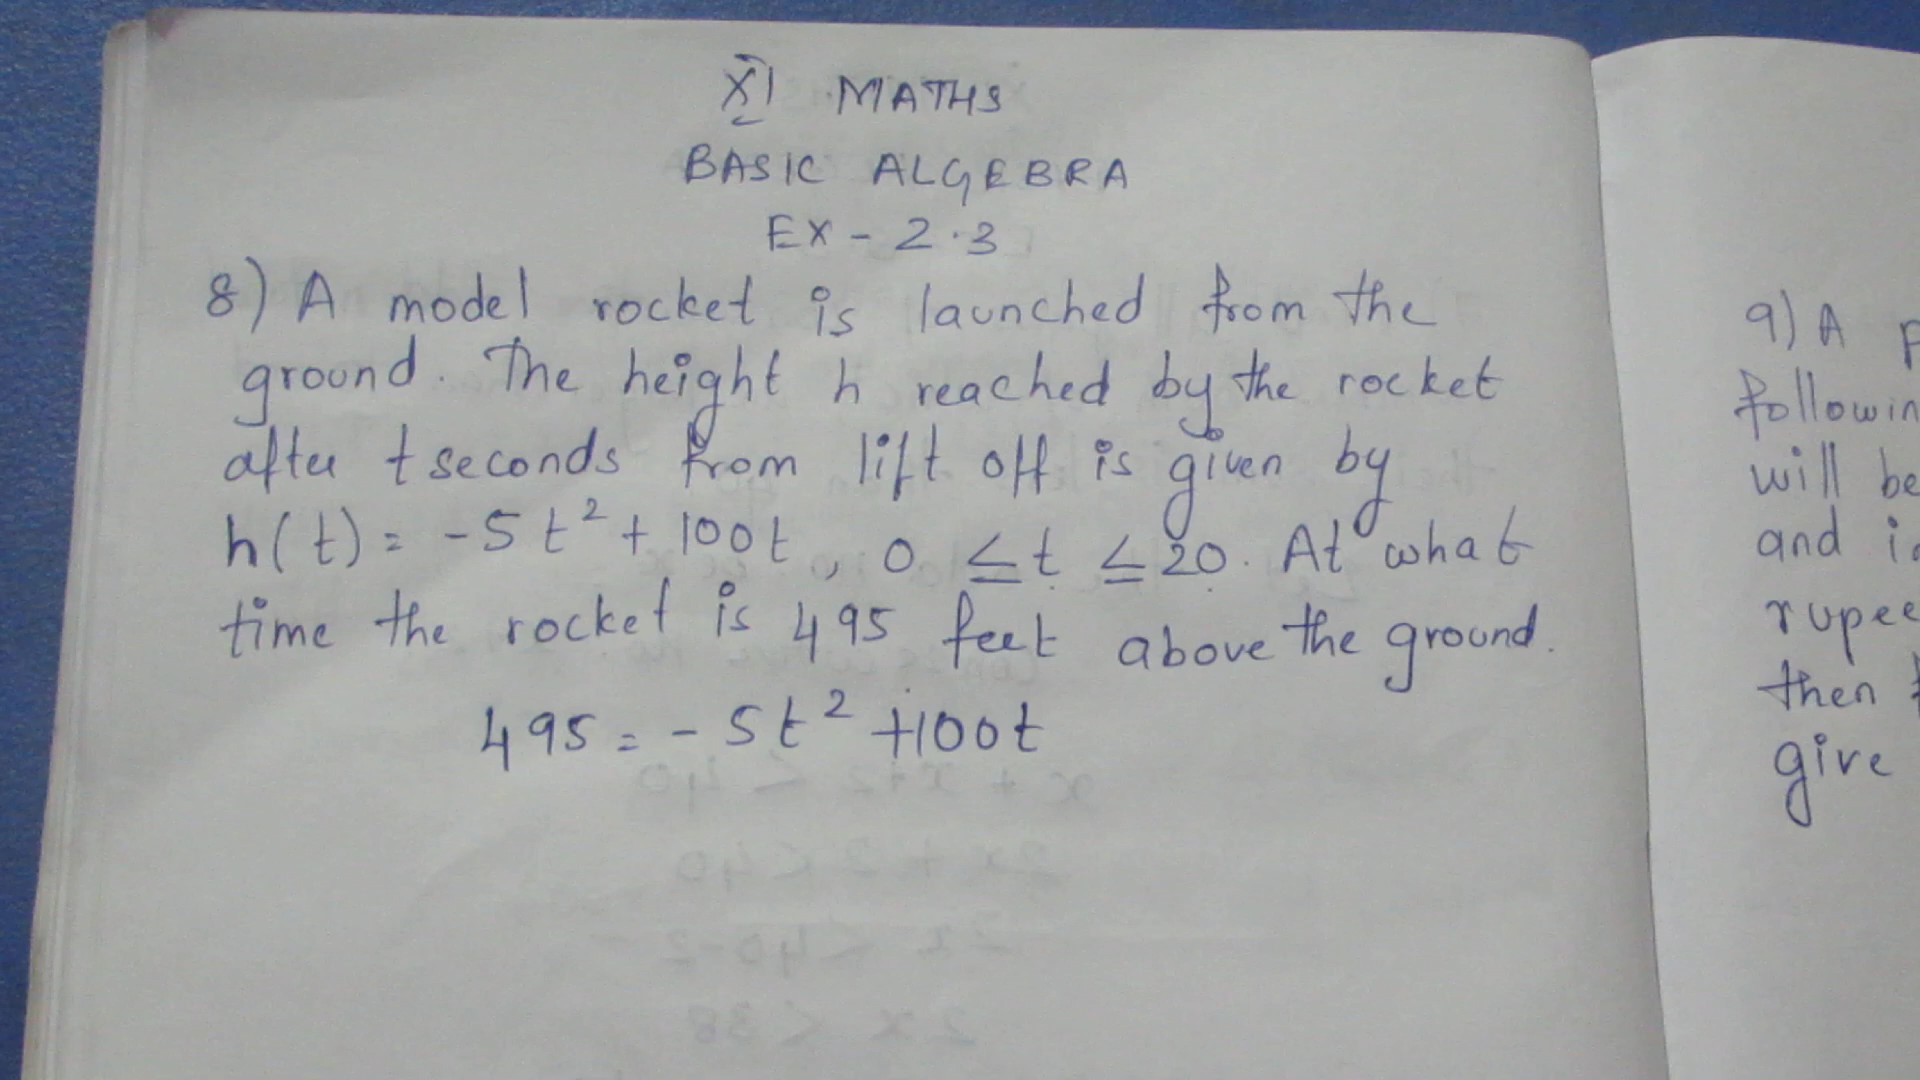 XI MATHS
BASIC ALGEBRA
EX - 2.3
8) A model rocket is launched from the
ground. The height h reached by the rocket
after t seconds from lift off is given by
h(t) = -5t² + 100t, 0 ≤ t ≤ 20. At what
time the rocket is 495 feet above the ground.
495 = -5t² + 100t
9) A
followin
will be
and i
rupee
then
give